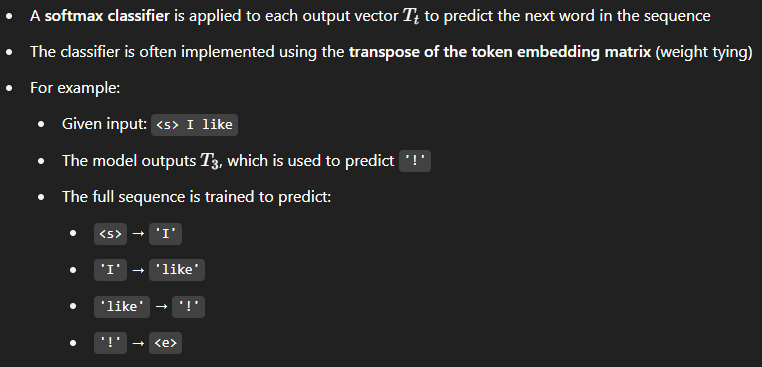 • A softmax classifier is applied to each output vector Tₜ to predict the next word in the sequence
• The classifier is often implemented using the transpose of the token embedding matrix (weight tying)
• For example:
• Given input: <s> I like
• The model outputs T₃, which is used to predict '!'
• The full sequence is trained to predict:
• <s> → 'I'
• 'I' → 'like'
• 'like' → '!'
• '!' → <e>